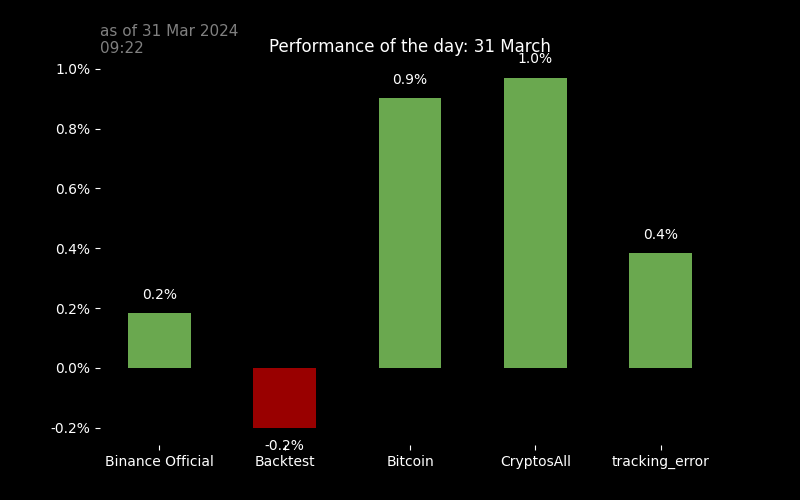 as of 31 Mar 2024
09:22
Performance of the day: 31 March
1.0%
0.8%
0.6%
0.4%
0.2%
0.0%
-0.2%
0.2%
-0.2%
0.9%
1.0%
0.4%
Binance Official
Backtest
Bitcoin
CryptosAll
tracking_error